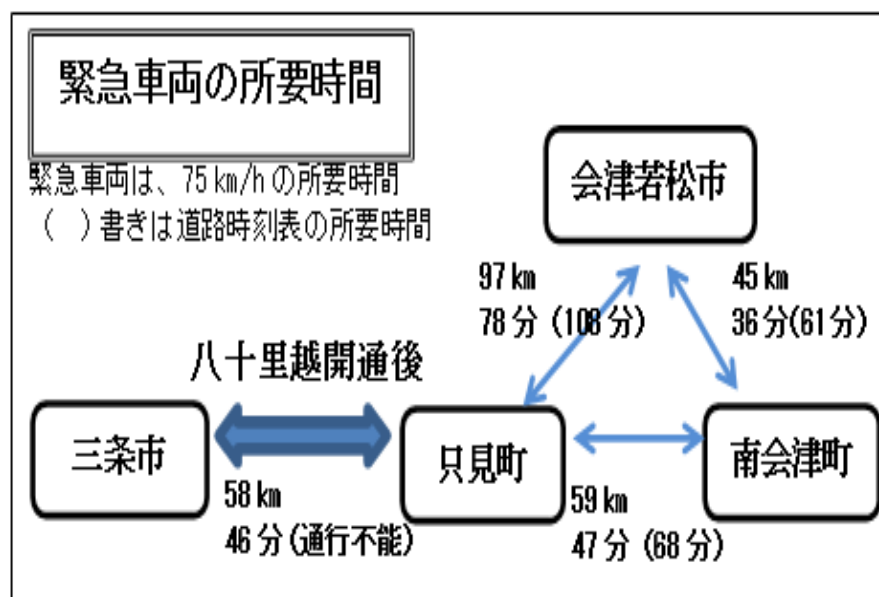 緊急車両の所要時間
緊急車両は、75㎞/hの所要時間
（　）書きは道路時刻表の所要時間
会津若松市
97㎞
78分（108分）
45㎞
36分(61分)
八十里越開通後
三条市
只見町
南会津町
58㎞
46分(通行不能)
59㎞
47分（68分）